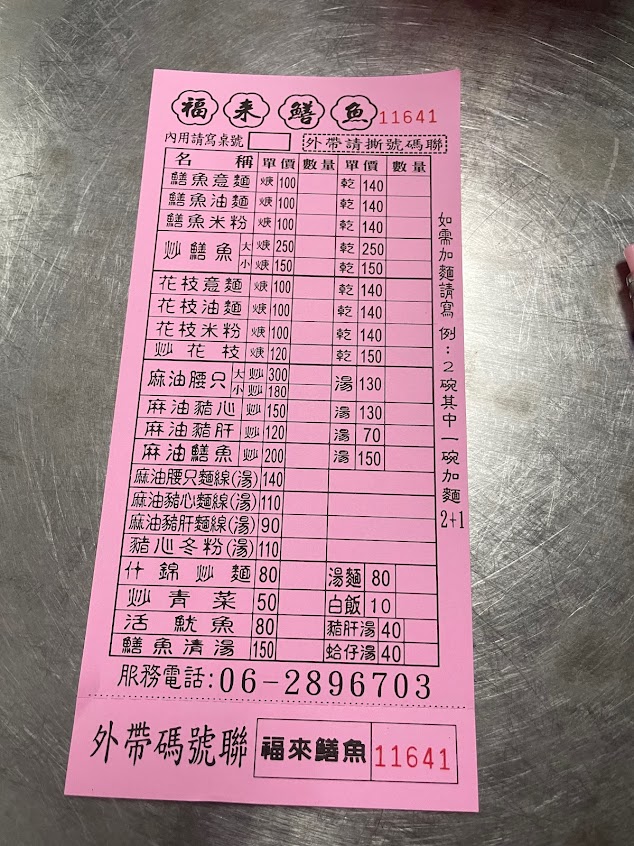 福来鱔魚 11641
內用請寫桌號 外帶請撕號碼聯
名稱 單價 數量 單價 數量
鱔魚意麵 焿 100 乾 140
鱔魚油麵 焿 100 乾 140
鱔魚米粉 焿 100 乾 140
炒鱔魚 大 焿 250 乾 250
小 焿 150 乾 150
花枝意麵 焿 100 乾 140
花枝油麵 焿 100 乾 140
花枝米粉 焿 100 乾 140
炒花枝 焿 120 乾 150
麻油腰只 大 炒 300 湯 130
小 炒 180
麻油豬心 炒 150 湯 130
麻油豬肝 炒 120 湯 70
麻油鱔魚 炒 200 湯 150
麻油腰只麵線(湯) 140
麻油豬心麵線(湯) 110
麻油豬肝麵線(湯) 90
豬心冬粉(湯) 110
什錦炒麵 80 湯麵 80
炒青菜 50 白飯 10
活魷魚 80 豬肝湯 40
鱔魚清湯 150 蛤仔湯 40
如需加麵請寫 例:2碗其中一碗加麵 2+1
服務電話:06-2896703
外帶碼號聯 福來鱔魚 11641